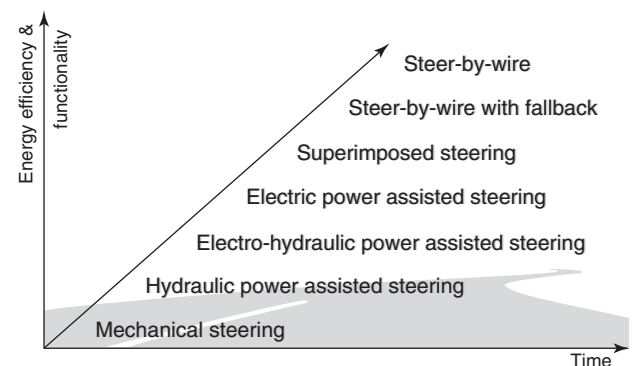 Energy efficiency &
functionality
Steer-by-wire
Steer-by-wire with fallback
Superimposed steering
Electric power assisted steering
Electro-hydraulic power assisted steering
Hydraulic power assisted steering
Mechanical steering
Time